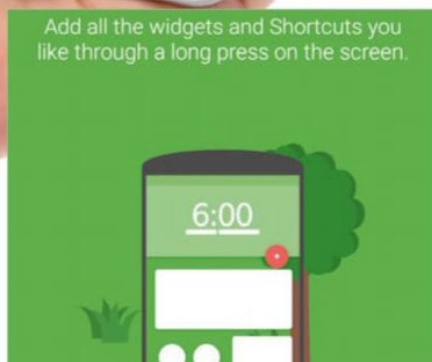 Add all the widgets and Shortcuts you
like through a long press on the screen.
6:00